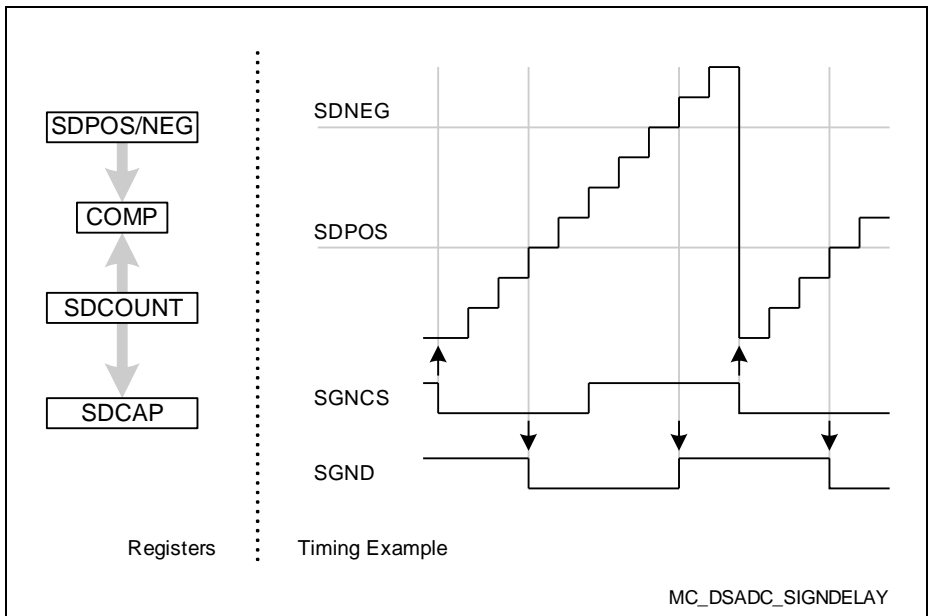 SDPOS/NEG
COMP
SDCOUNT
SDCAP
Registers
SDNEG
SDPOS
SGNCS
SGND
Timing Example
MC_DSADC_SIGNDELAY